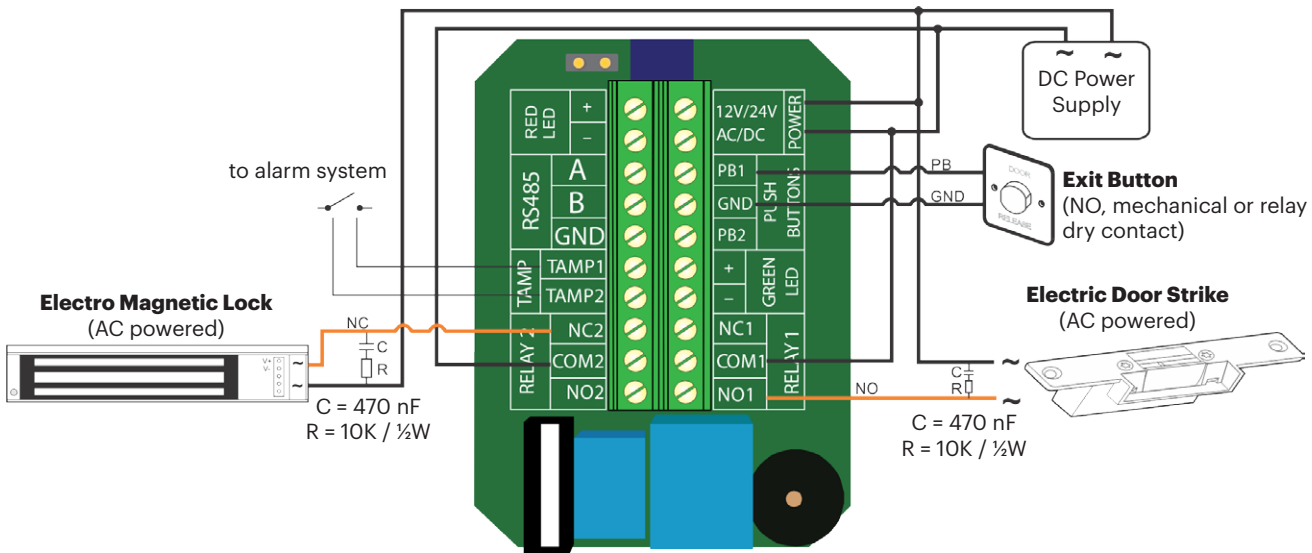 ~ ~
DC Power
Supply
RED
LED
+
−
12V/24V
AC/DC
POWER
RS485
A
B
GND
PB1
GND
PB2
PUSH
BUTTONS
PB
GND
DOOR
RELEASE
Exit Button
(NO, mechanical or relay
dry contact)
to alarm system
TAMP
TAMP1
TAMP2
+
−
GREEN
LED
Electro Magnetic Lock
(AC powered)
V+
V-
~
~
NC
C
R
C = 470 nF
R = 10K / ½W
RELAY 2
NC2
COM2
NO2
NC1
COM1
NO1
RELAY 1
NO
Electric Door Strike
(AC powered)
~
~
C
R
C = 470 nF
R = 10K / ½W